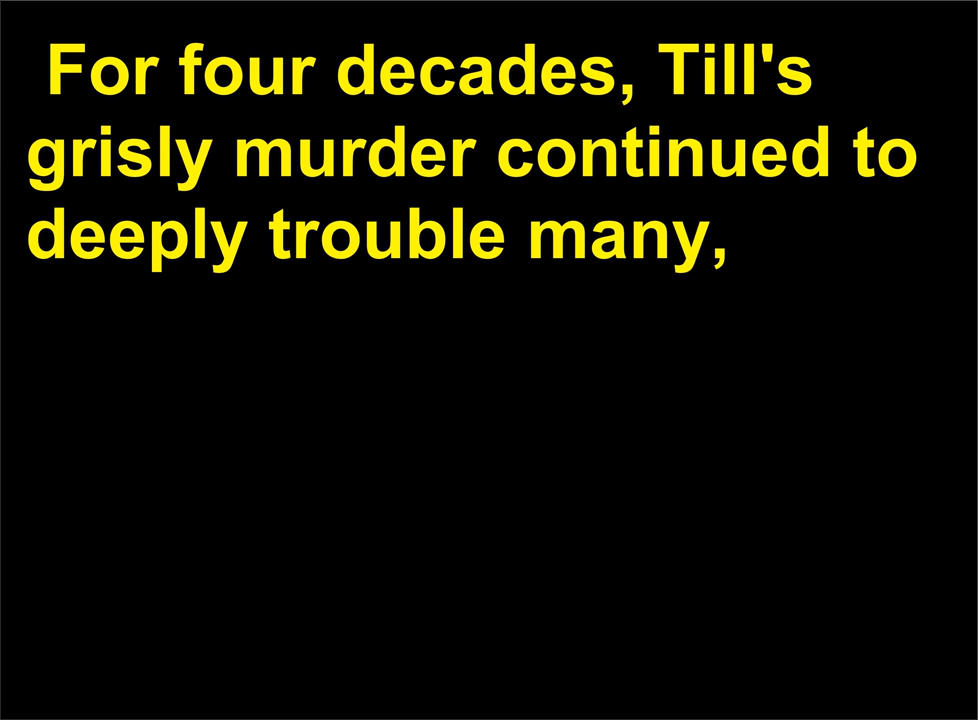 For four decades, Till's
grisly murder continued to
deeply trouble many,